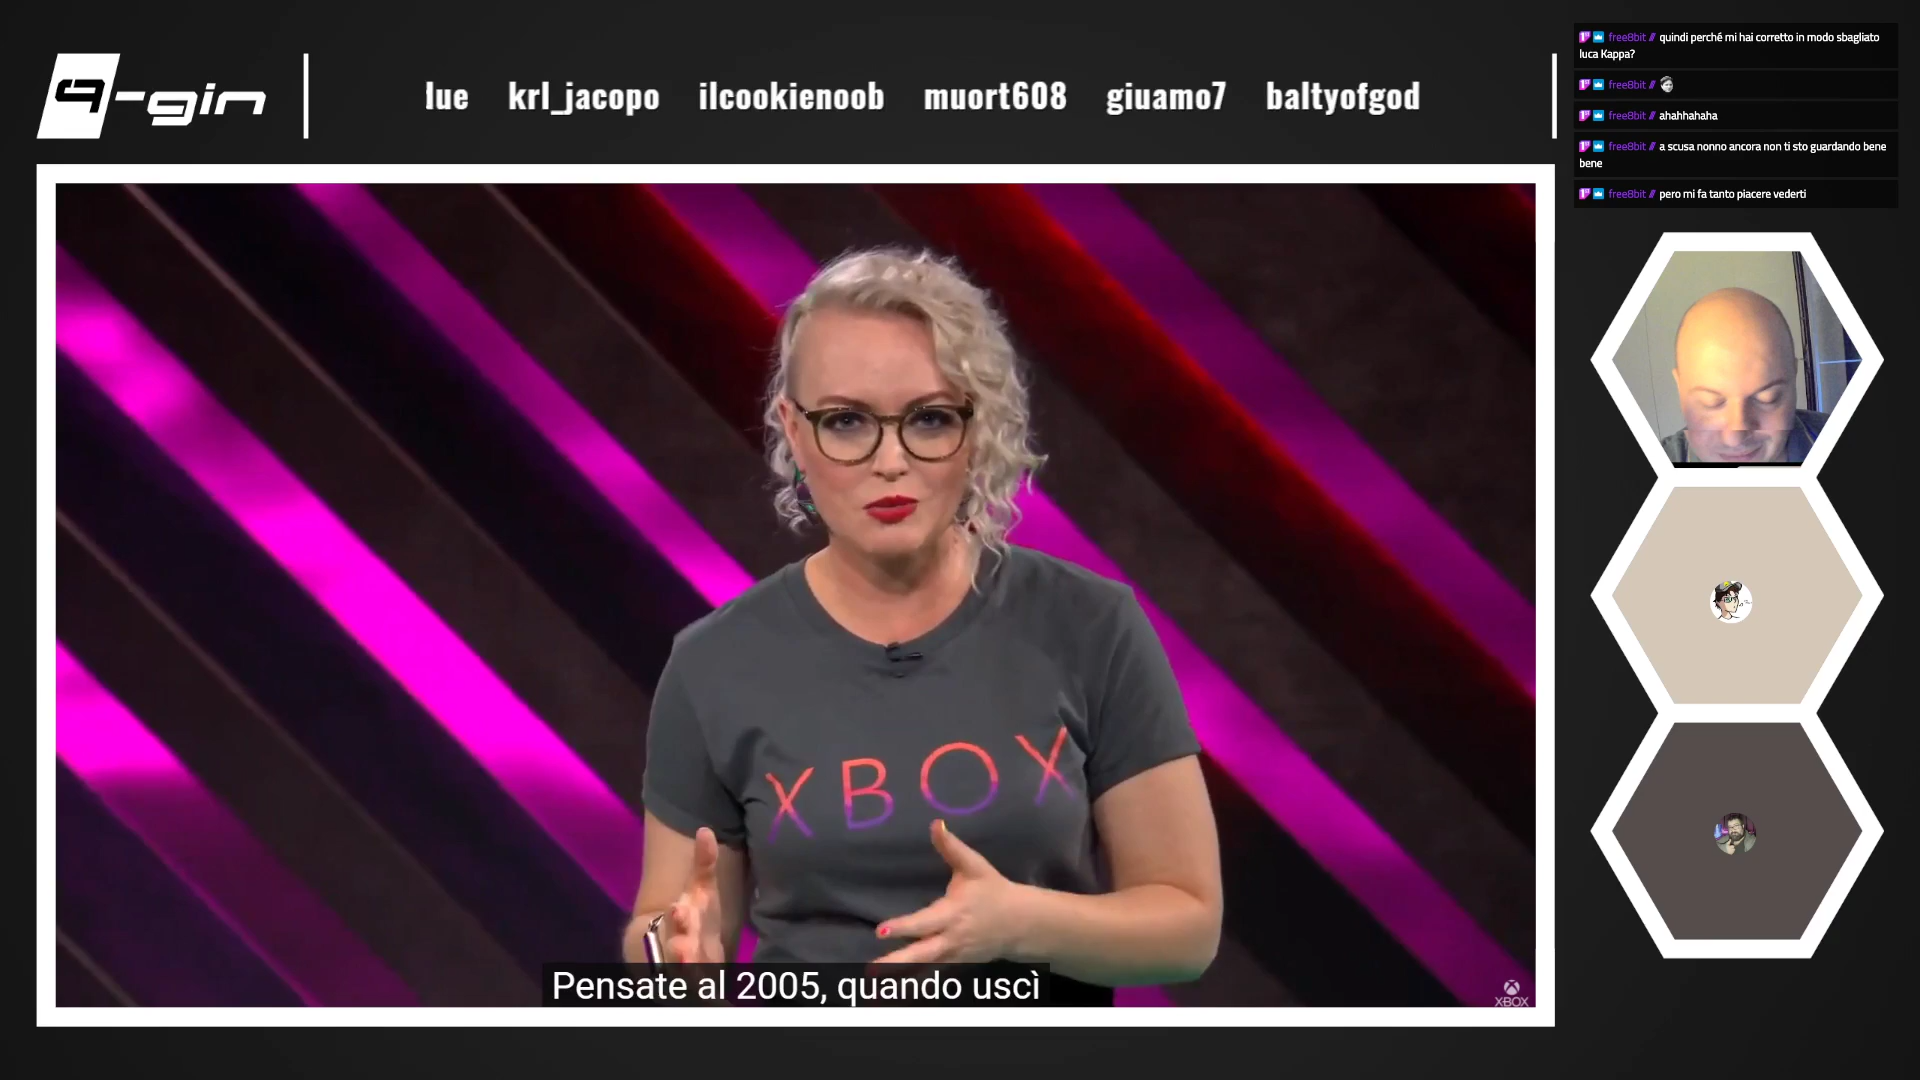 q-gin
lue krl_jacopo ilcookienoob muort608 giuamo7 baltyofgod
free8bit // quindi perché mi hai corretto in modo sbagliato
luca Kappa?
free8bit //
free8bit // ahahhahaha
free8bit // a scusa nonno ancora non ti sto guardando bene
bene
free8bit // pero mi fa tanto piacere vederti
XBOX
Pensate al 2005, quando uscì
XBOX